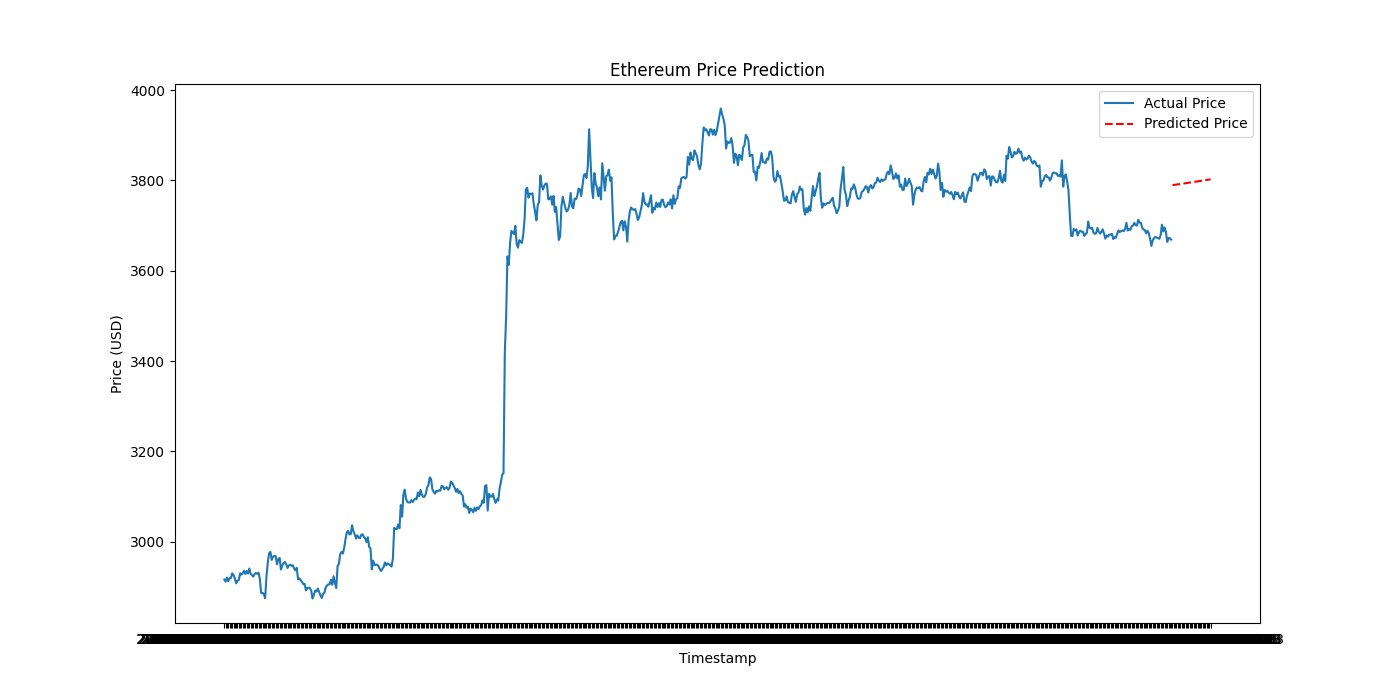 Ethereum Price Prediction
4000
3800
3600
3400
3200
3000
Price (USD)
Actual Price
Predicted Price
Timestamp